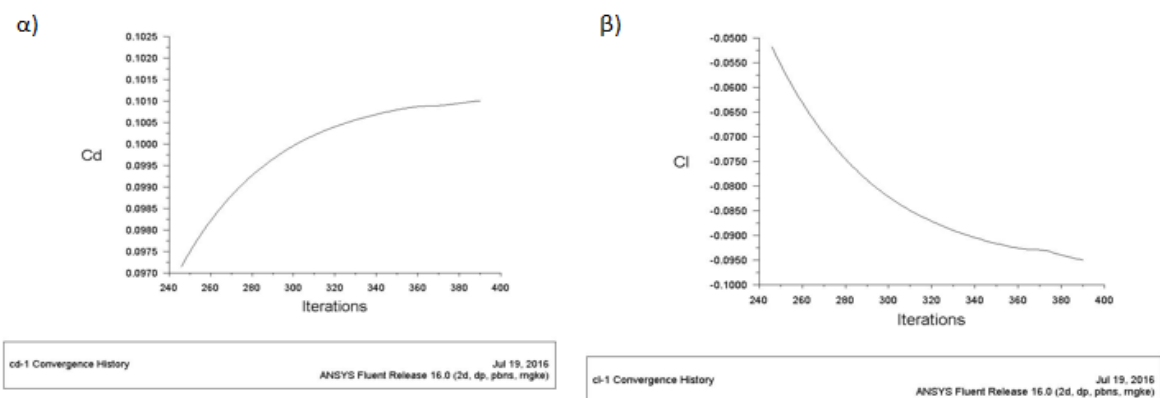 α)
0.1025
0.1020
0.1015
0.1010
0.1005
0.1000
0.0995
0.0990
0.0985
0.0980
0.0975
0.0970
Cd
240 260 280 300 320 340 360 380 400
Iterations
cd-1 Convergence History
Jul 19, 2016
ANSYS Fluent Release 16.0 (2d, dp, pbns, rngke)
β)
-0.0500
-0.0550
-0.0600
-0.0650
-0.0700
-0.0750
-0.0800
-0.0850
-0.0900
-0.0950
-0.1000
Cl
240 260 280 300 320 340 360 380 400
Iterations
cl-1 Convergence History
Jul 19, 2016
ANSYS Fluent Release 16.0 (2d, dp, pbns, rngke)